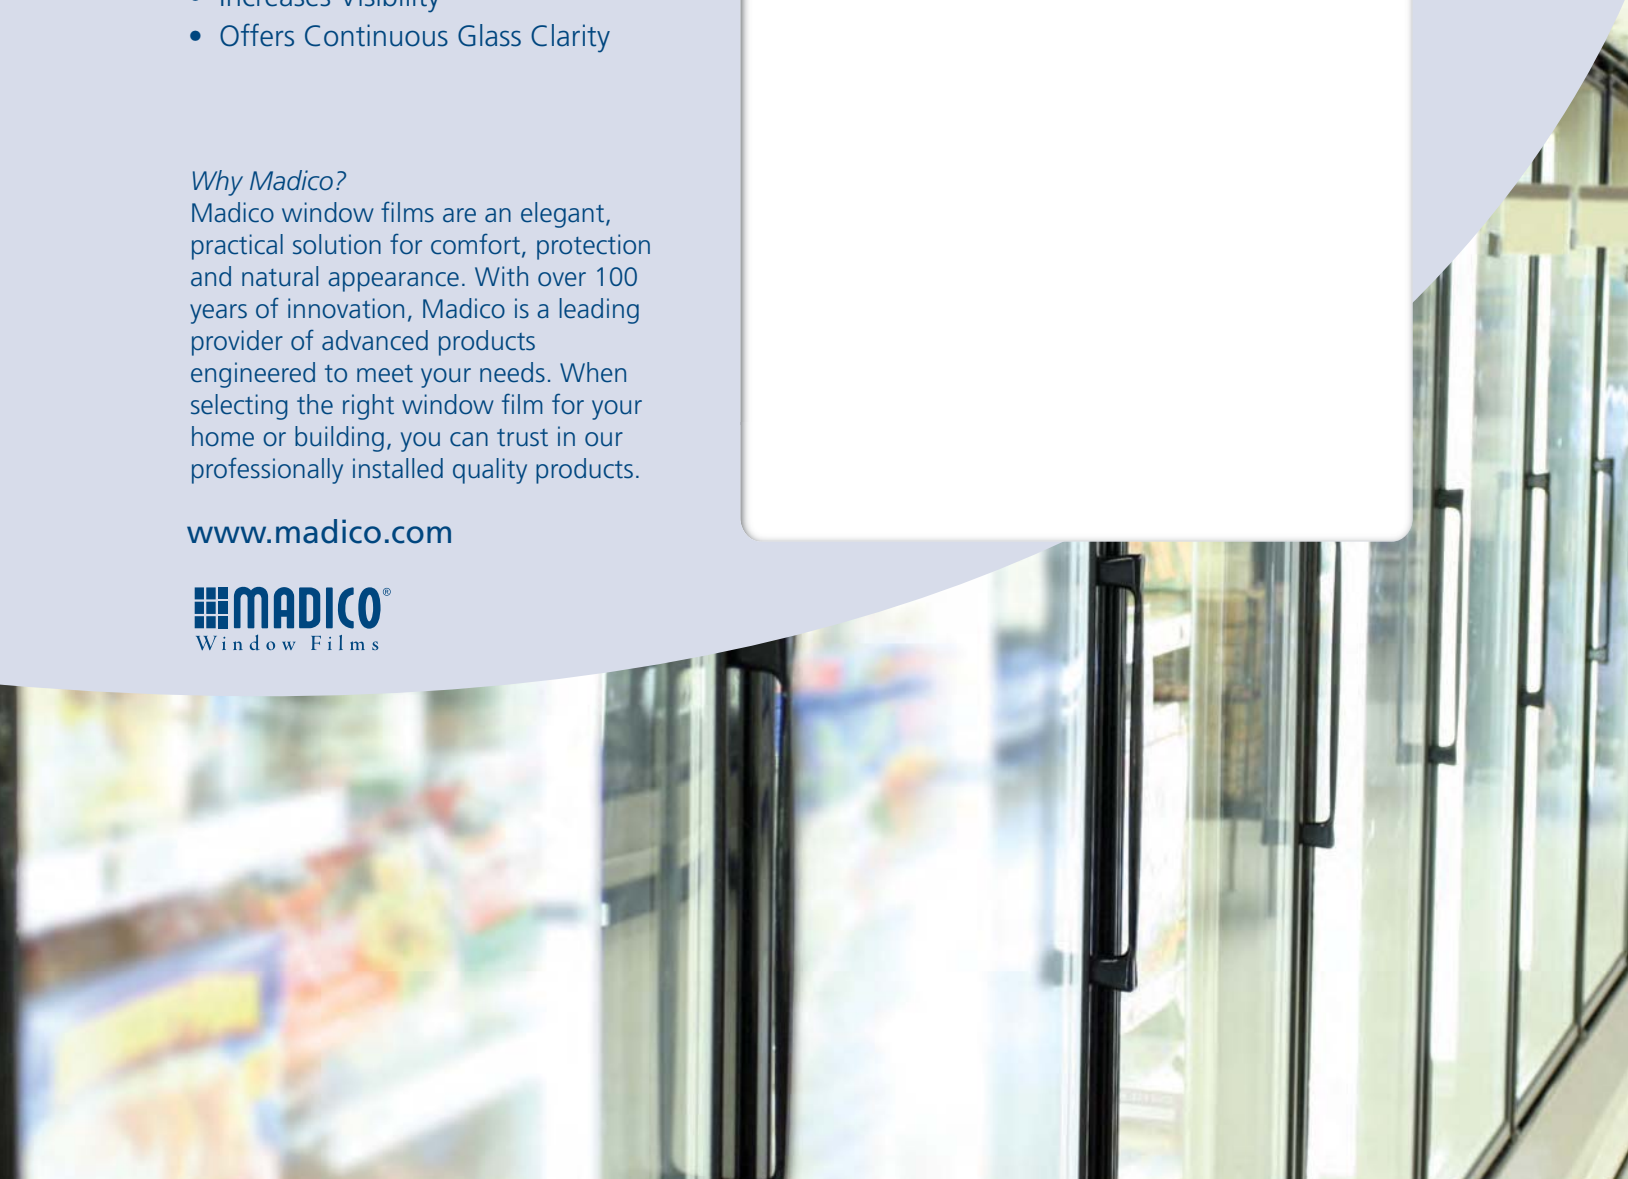 • Increases Visibility
• Offers Continuous Glass Clarity
Why Madico?
Madico window films are an elegant,
practical solution for comfort, protection
and natural appearance. With over 100
years of innovation, Madico is a leading
provider of advanced products
engineered to meet your needs. When
selecting the right window film for your
home or building, you can trust in our
professionally installed quality products.
www.madico.com
MADICO®
Window Films